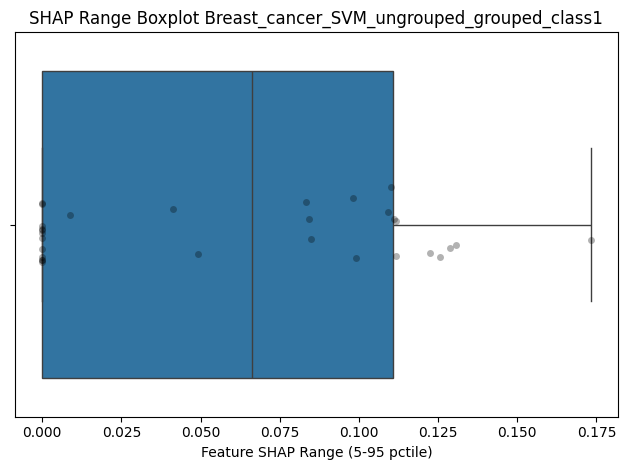 SHAP Range Boxplot Breast_cancer_SVM_ungrouped_grouped_class1
0.000 0.025 0.050 0.075 0.100 0.125 0.150 0.175
Feature SHAP Range (5-95 pctile)